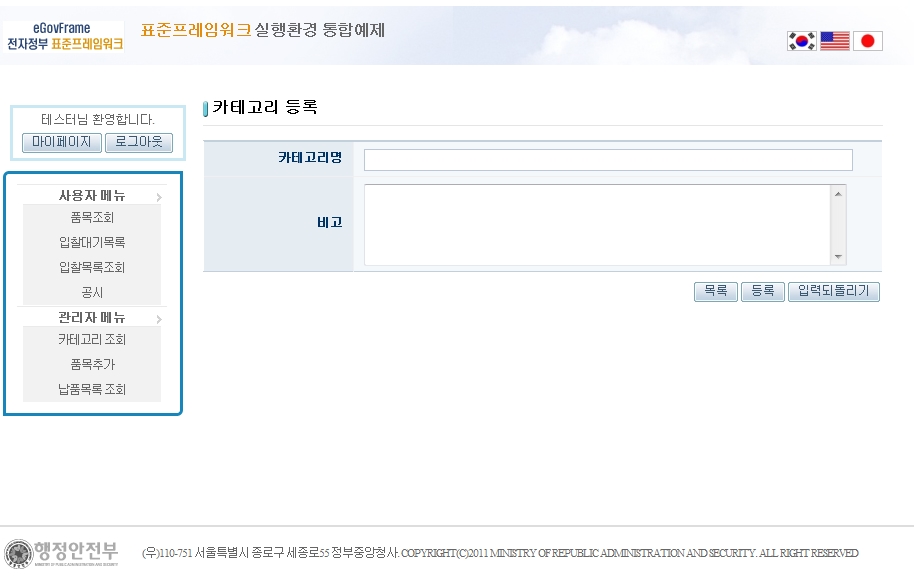 eGovFrame
전자정부 표준프레임워크
표준프레임워크 실행환경 통합예제
테스터님 환영합니다.
마이페이지 로그아웃
사용자 메뉴
품목조회
입찰대기목록
입찰목록조회
공시
관리자 메뉴
카테고리 조회
품목추가
납품목록 조회
카테고리 등록
카테고리명
비고
목록 등록 입력되돌리기
행정안전부
MINISTRY OF PUBLIC ADMINISTRATION AND SECURITY
(우)110-751 서울특별시 종로구 세종로55 정부중앙청사. COPYRIGHT(C)2011 MINISTRY OF REPUBLIC ADMINISTRATION AND SECURITY. ALL RIGHT RESERVED